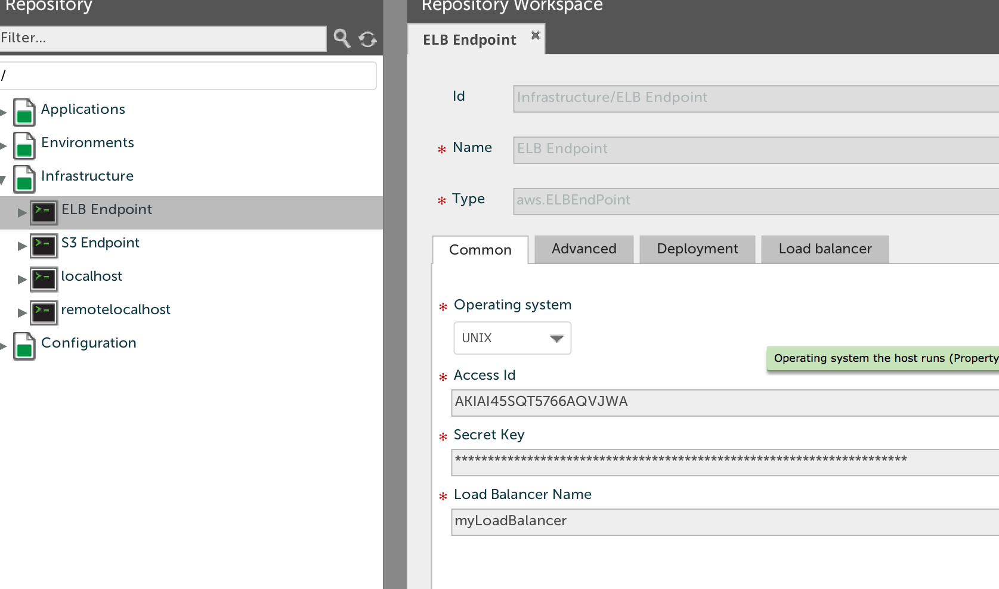 Repository
Filter...
/
Applications
Environments
Infrastructure
ELB Endpoint
S3 Endpoint
localhost
remotelocalhost
Configuration
Repository Workspace
ELB Endpoint
Id
Infrastructure/ELB Endpoint
* Name
ELB Endpoint
* Type
aws.ELBEndPoint
Common Advanced Deployment Load balancer
* Operating system
UNIX
Operating system the host runs (Property
* Access Id
AKIAI45SQT5766AQVJWA
* Secret Key
*********************************************************************
* Load Balancer Name
myLoadBalancer